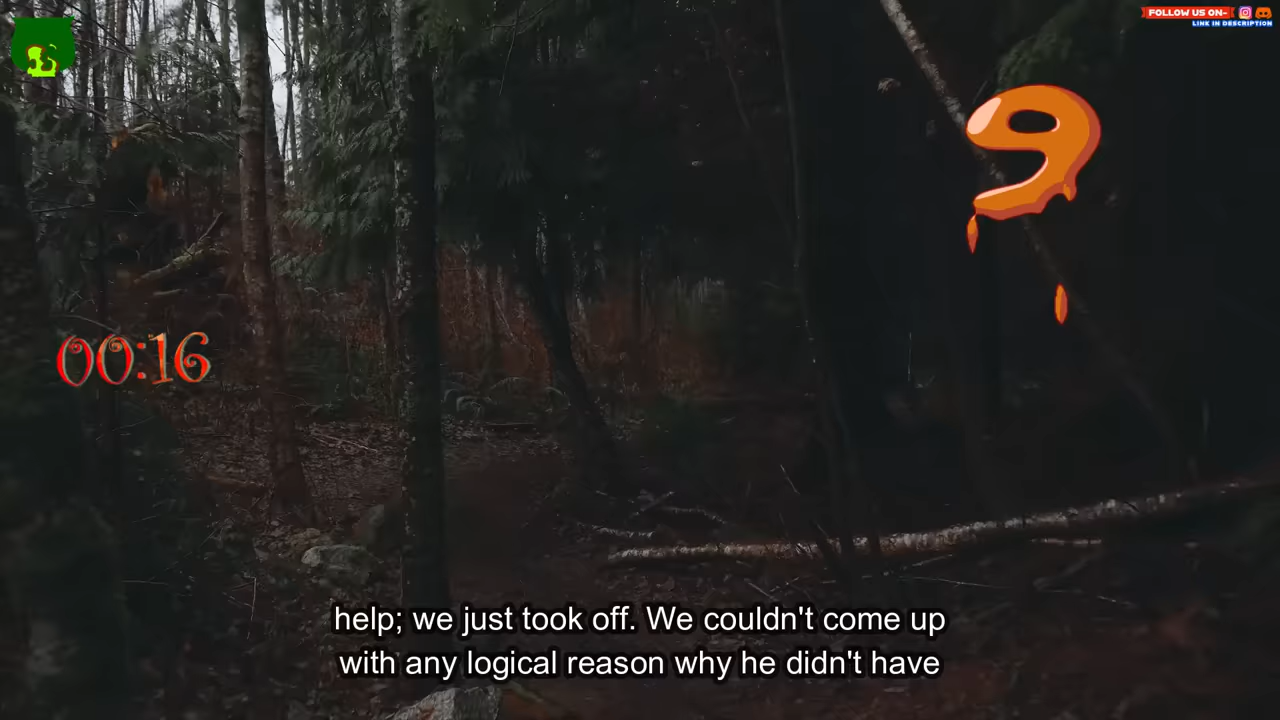 FOLLOW US ON-
LINK IN DESCRIPTION
9
00:16
help; we just took off. We couldn't come up
with any logical reason why he didn't have